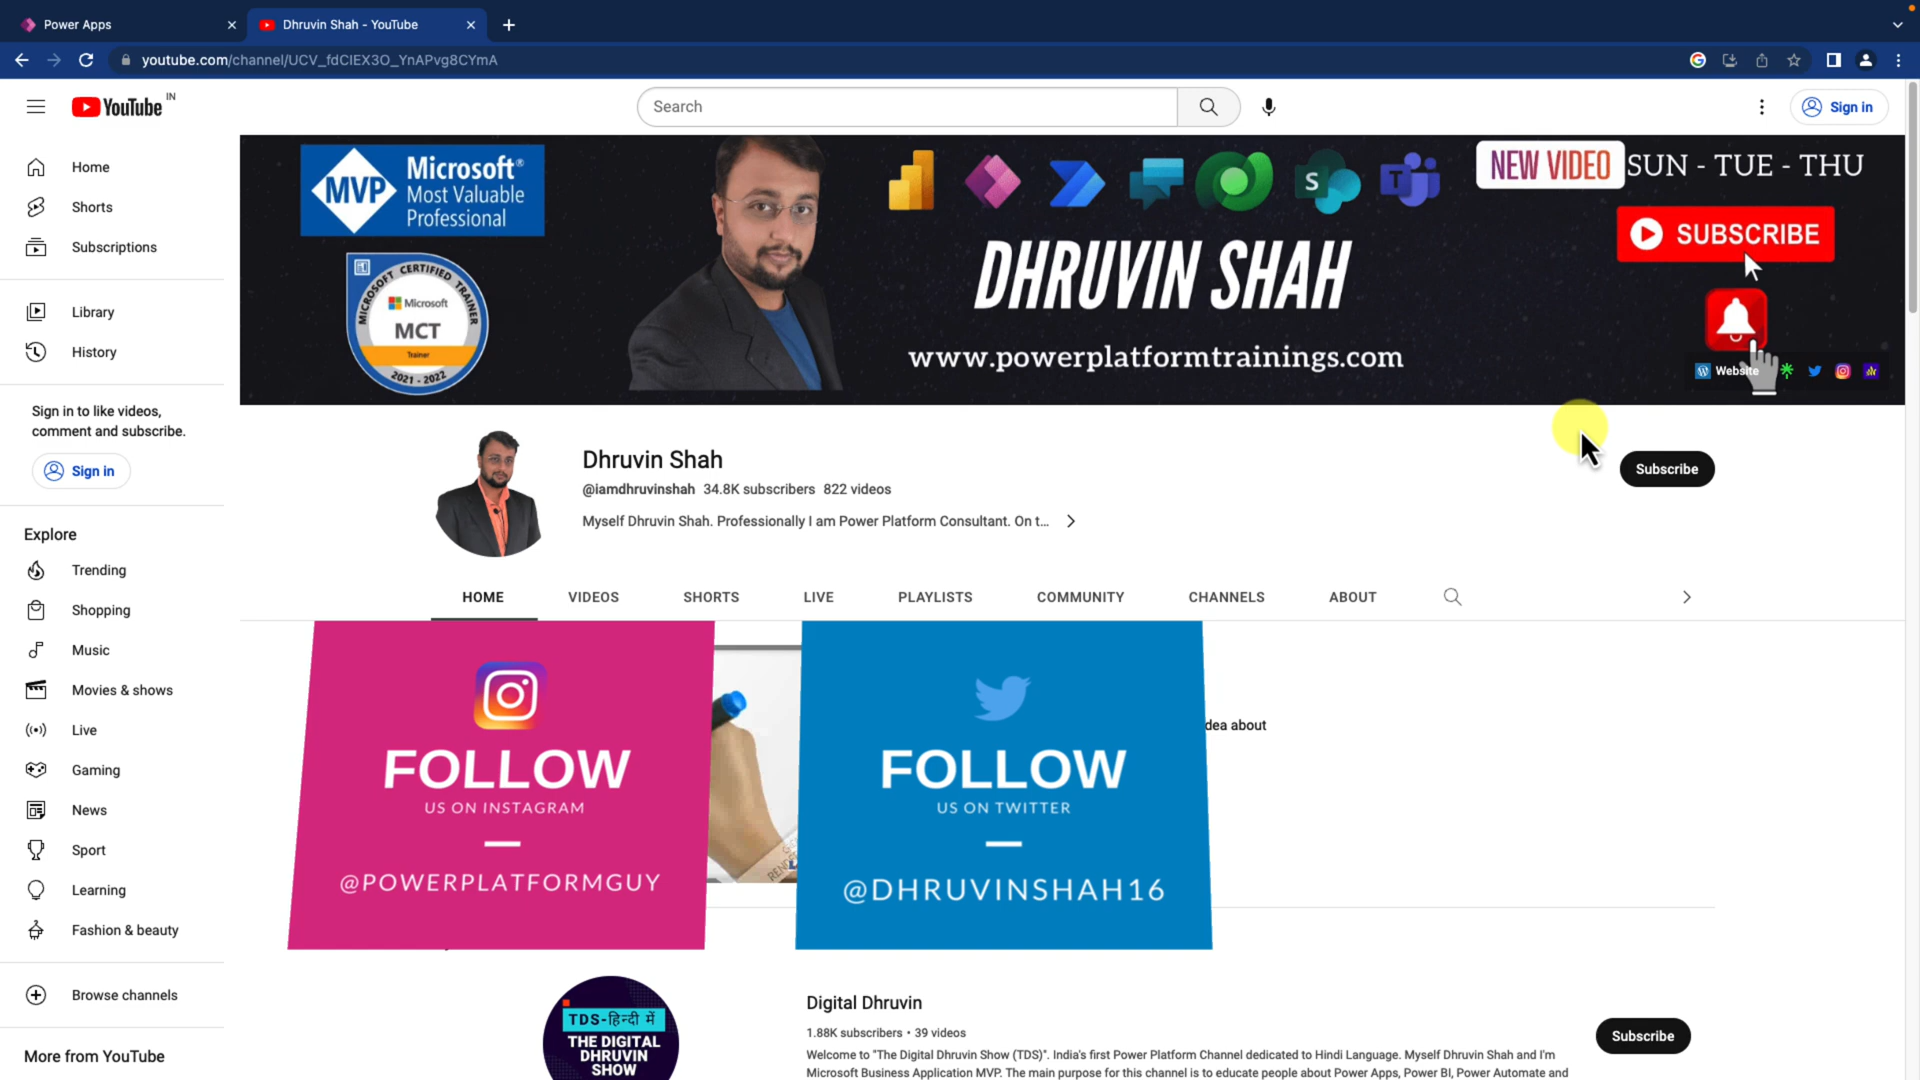 Power Apps
Dhruvin Shah - YouTube
youtube.com/channel/UCV_fdCIEX3O_YnAPvg8CYmA
YouTube IN
Search
Sign in
Home
Shorts
Subscriptions
Library
History
Sign in to like videos,
comment and subscribe.
Sign in
Explore
Trending
Shopping
Music
Movies & shows
Live
Gaming
News
Sport
Learning
Fashion & beauty
Browse channels
More from YouTube
MVP
Microsoft®
Most Valuable
Professional
MICROSOFT CERTIFIED TRAINER
Microsoft
MCT
Trainer
2021 - 2022
S
T
DHRUVIN SHAH
www.powerplatformtrainings.com
NEW VIDEO SUN - TUE - THU
SUBSCRIBE
Website
Dhruvin Shah
@iamdhruvinshah 34.8K subscribers 822 videos
Myself Dhruvin Shah. Professionally I am Power Platform Consultant. On t...
Subscribe
HOME VIDEOS SHORTS LIVE PLAYLISTS COMMUNITY CHANNELS ABOUT
FOLLOW
US ON INSTAGRAM
@POWERPLATFORMGUY
FOLLOW
US ON TWITTER
@DHRUVINSHAH16
dea about
TDS-हिन्दी में
THE DIGITAL
DHRUVIN
SHOW
Digital Dhruvin
1.88K subscribers • 39 videos
Welcome to "The Digital Dhruvin Show (TDS)". India's first Power Platform Channel dedicated to Hindi Language. Myself Dhruvin Shah and I'm
Microsoft Business Application MVP. The main purpose for this channel is to educate people about Power Apps, Power BI, Power Automate and
Subscribe